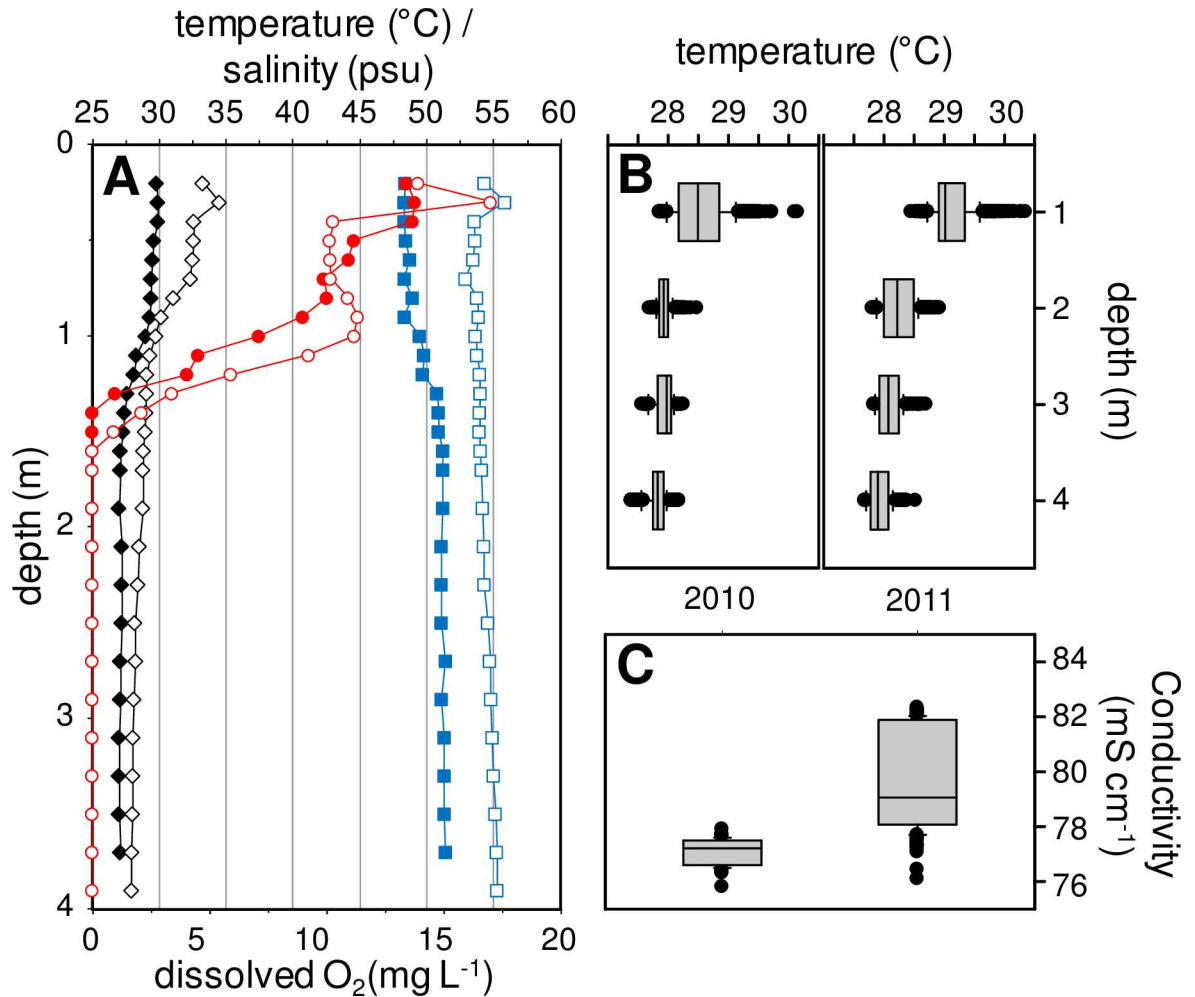 temperature (°C) /
salinity (psu)
25 30 35 40 45 50 55 60
A
0
1
2
3
4
depth (m)
0 5 10 15 20
dissolved O₂(mg L⁻¹)
temperature (°C)
28 29 30 28 29 30
B
1
2
3
4
depth (m)
2010 2011
C
84
82
80
78
76
Conductivity
(mS cm⁻¹)